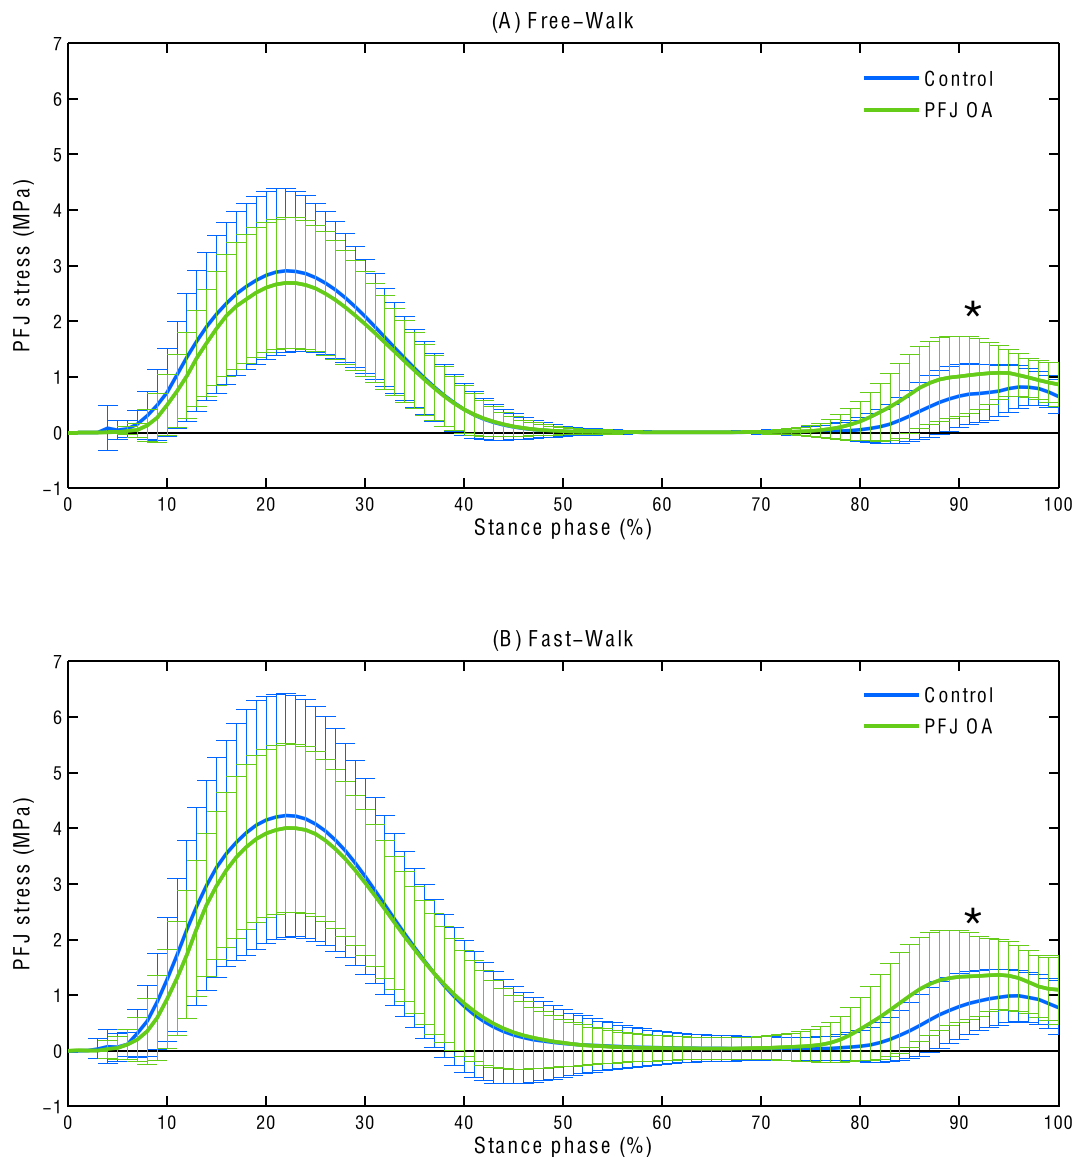 (A) Free−Walk
7
6
5
4
3
2
1
0
−1
PFJ stress (MPa)
Control
PFJ OA
*
0 10 20 30 40 50 60 70 80 90 100
Stance phase (%)
(B) Fast−Walk
7
6
5
4
3
2
1
0
−1
PFJ stress (MPa)
Control
PFJ OA
*
0 10 20 30 40 50 60 70 80 90 100
Stance phase (%)